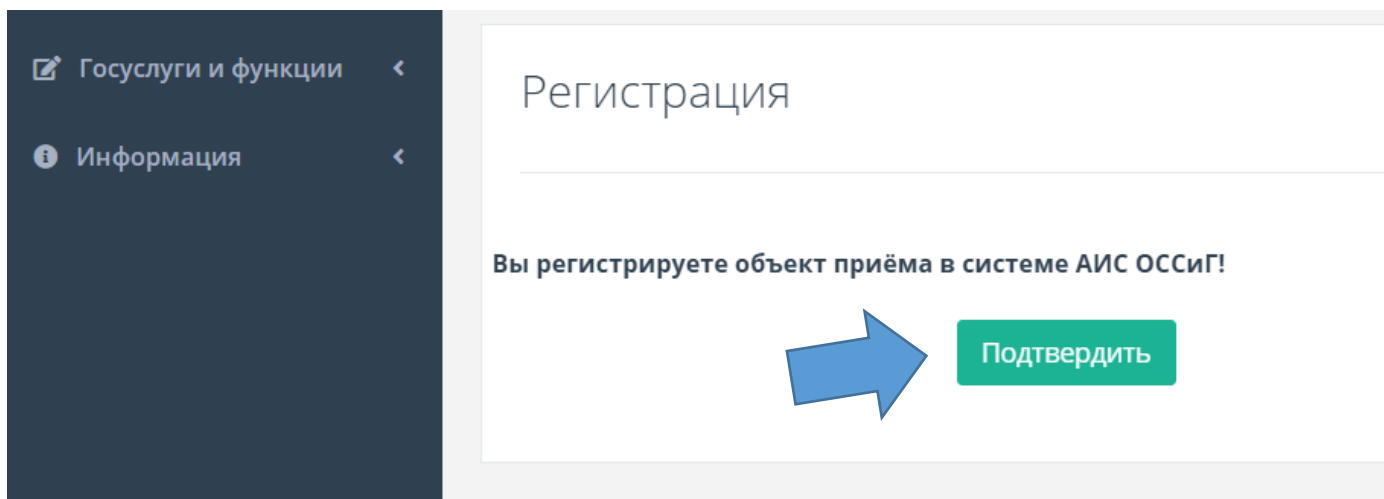 Госуслуги и функции
Информация
Регистрация
Вы регистрируете объект приёма в системе АИС ОССиГ!
Подтвердить